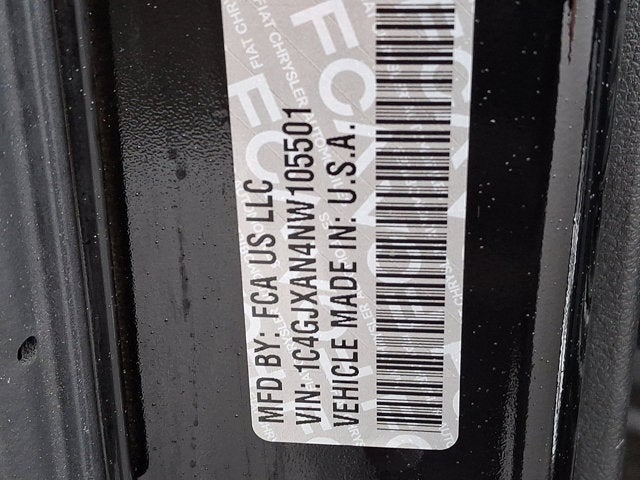 MFD BY: FCA US LLC
VIN: 1C4GJXAN4NW105501
VEHICLE MADE IN: U.S.A.